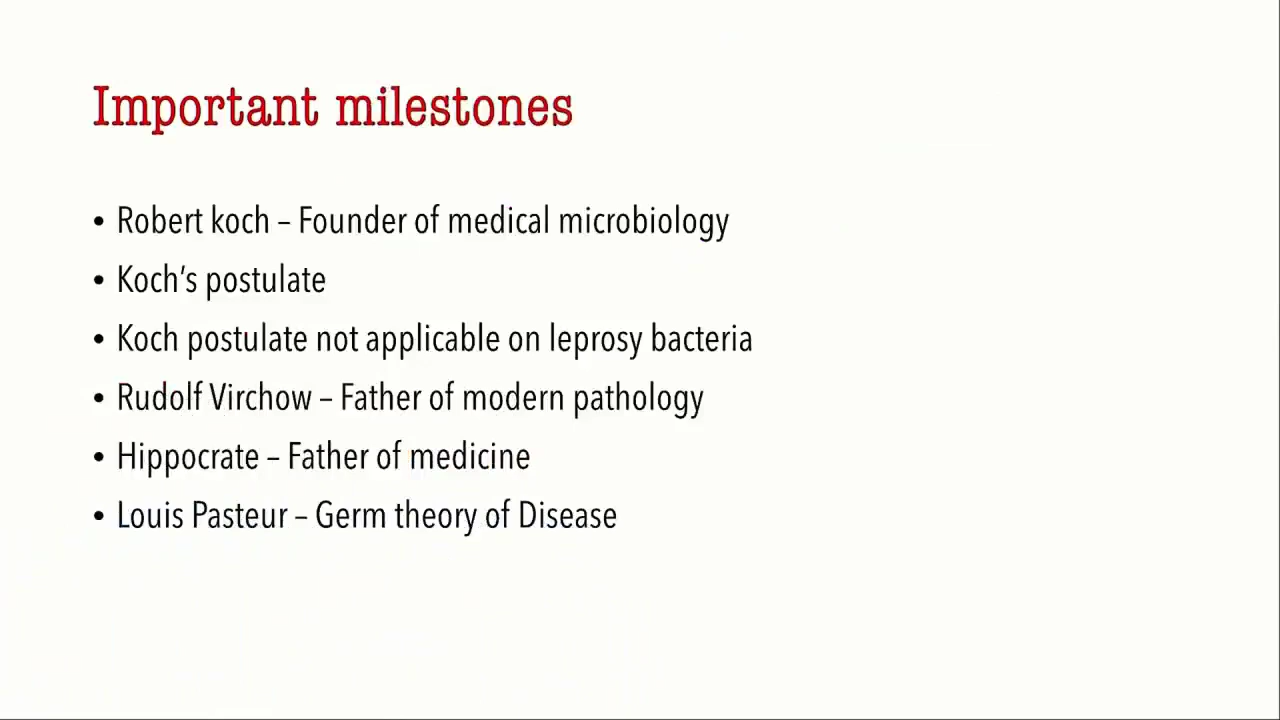 Important milestones
• Robert koch – Founder of medical microbiology
• Koch's postulate
• Koch postulate not applicable on leprosy bacteria
• Rudolf Virchow – Father of modern pathology
• Hippocrate – Father of medicine
• Louis Pasteur – Germ theory of Disease